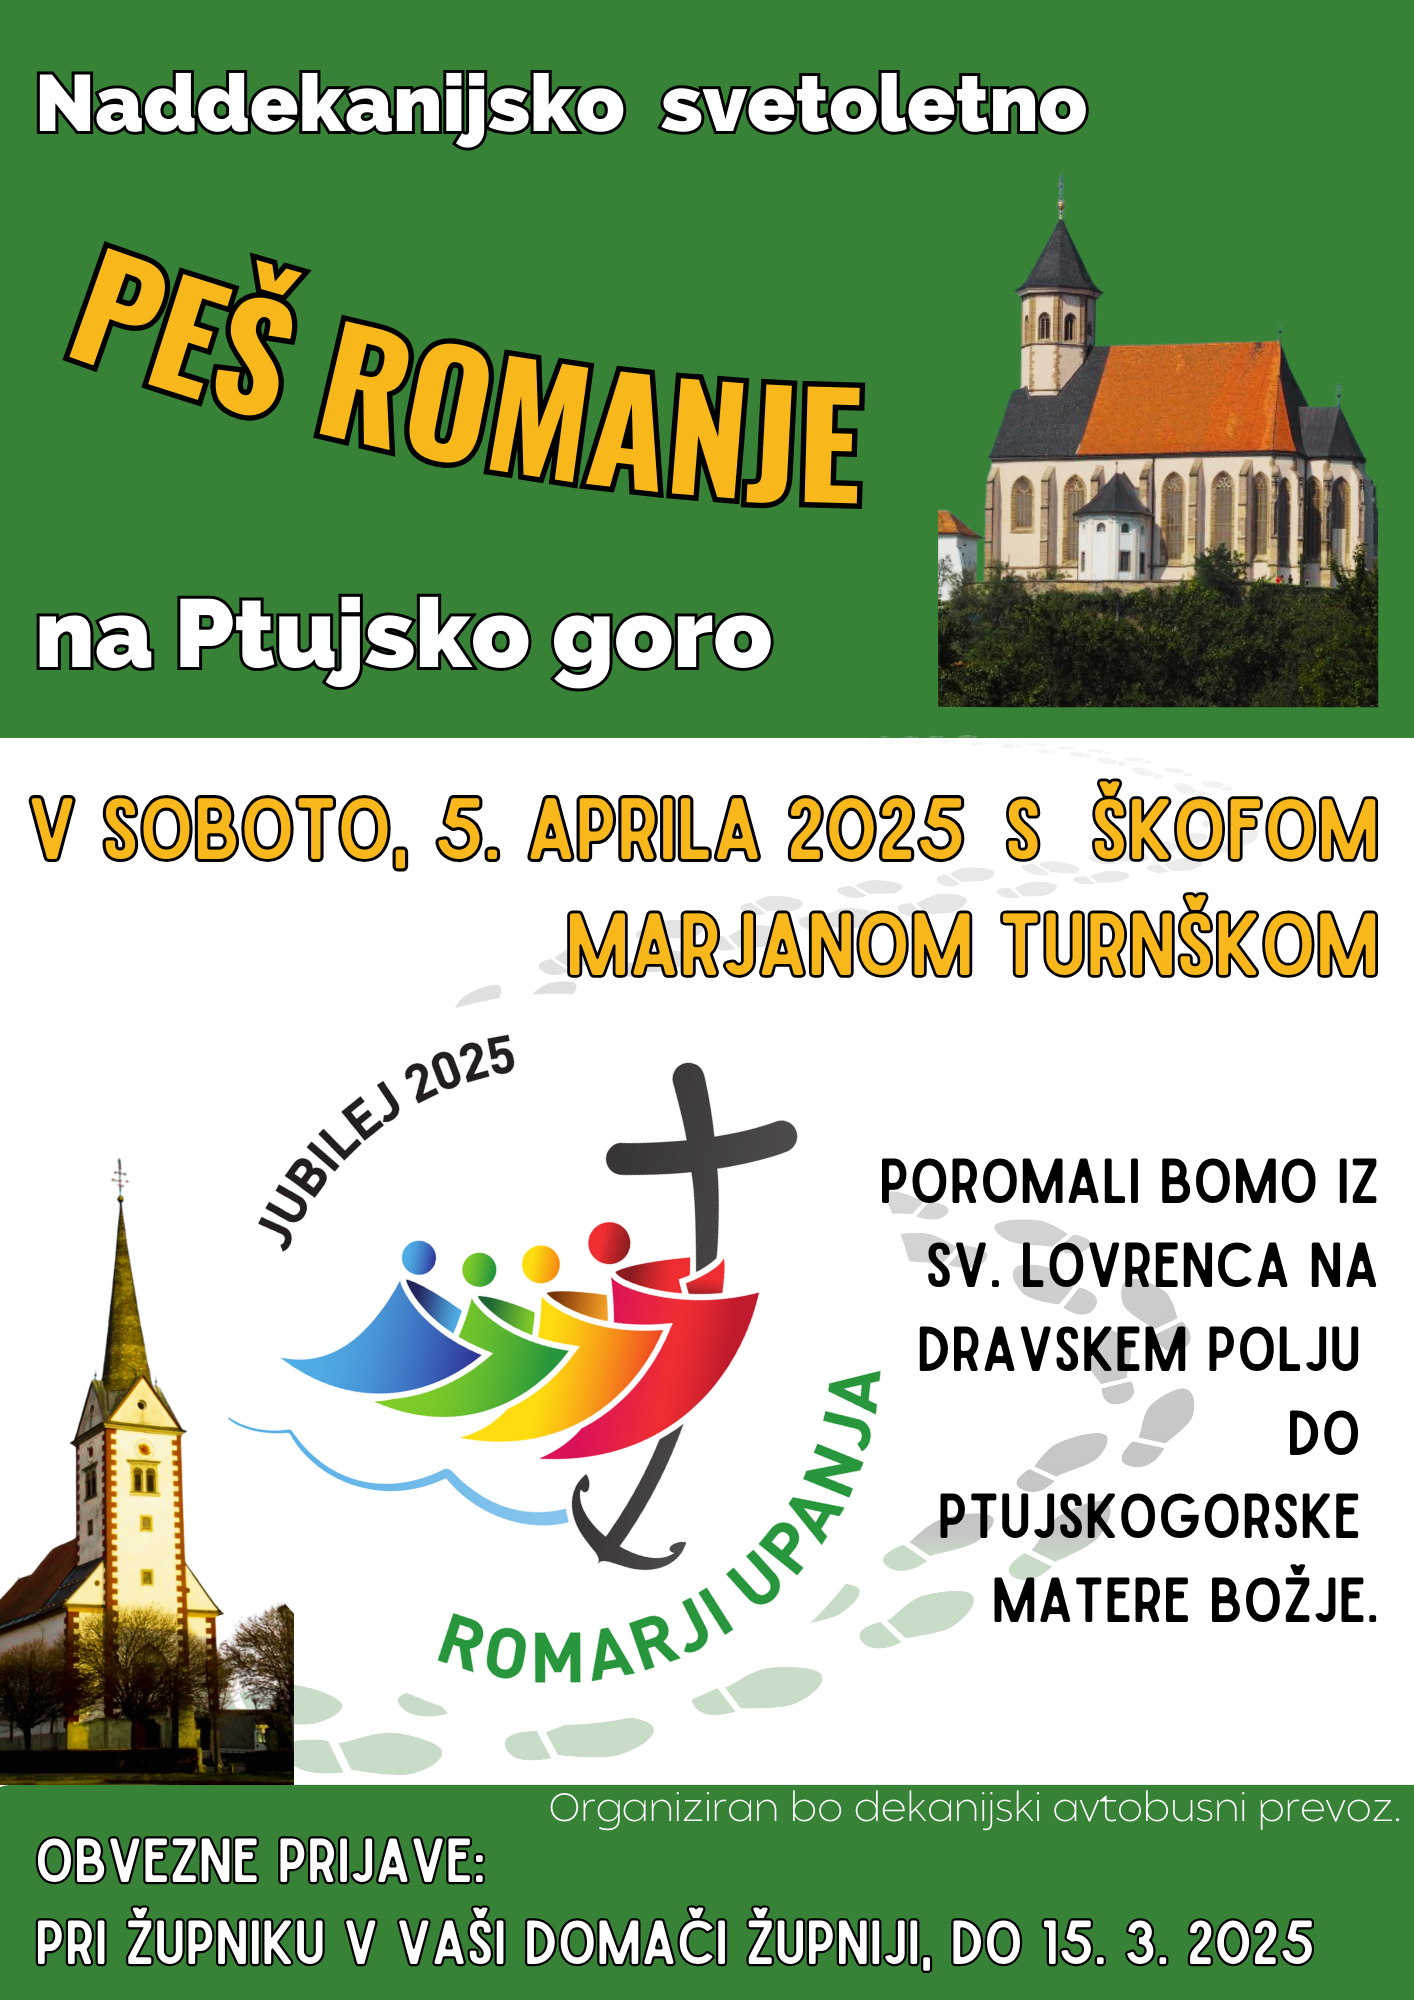 Naddekanijsko svetoletno
PEŠ ROMANJE
na Ptujsko goro
V SOBOTO, 5. APRILA 2025 S ŠKOFOM
MARJANOM TURNŠKOM
JUBILEJ 2025
ROMARJI UPANJA
POROMALI BOMO IZ
SV. LOVRENCA NA
DRAVSKEM POLJU
DO
PTUJSKOGORSKE
MATERE BOŽJE.
Organiziran bo dekanijski avtobusni prevoz.
OBVEZNE PRIJAVE:
PRI ŽUPNIKU V VAŠI DOMAČI ŽUPNIJI, DO 15. 3. 2025